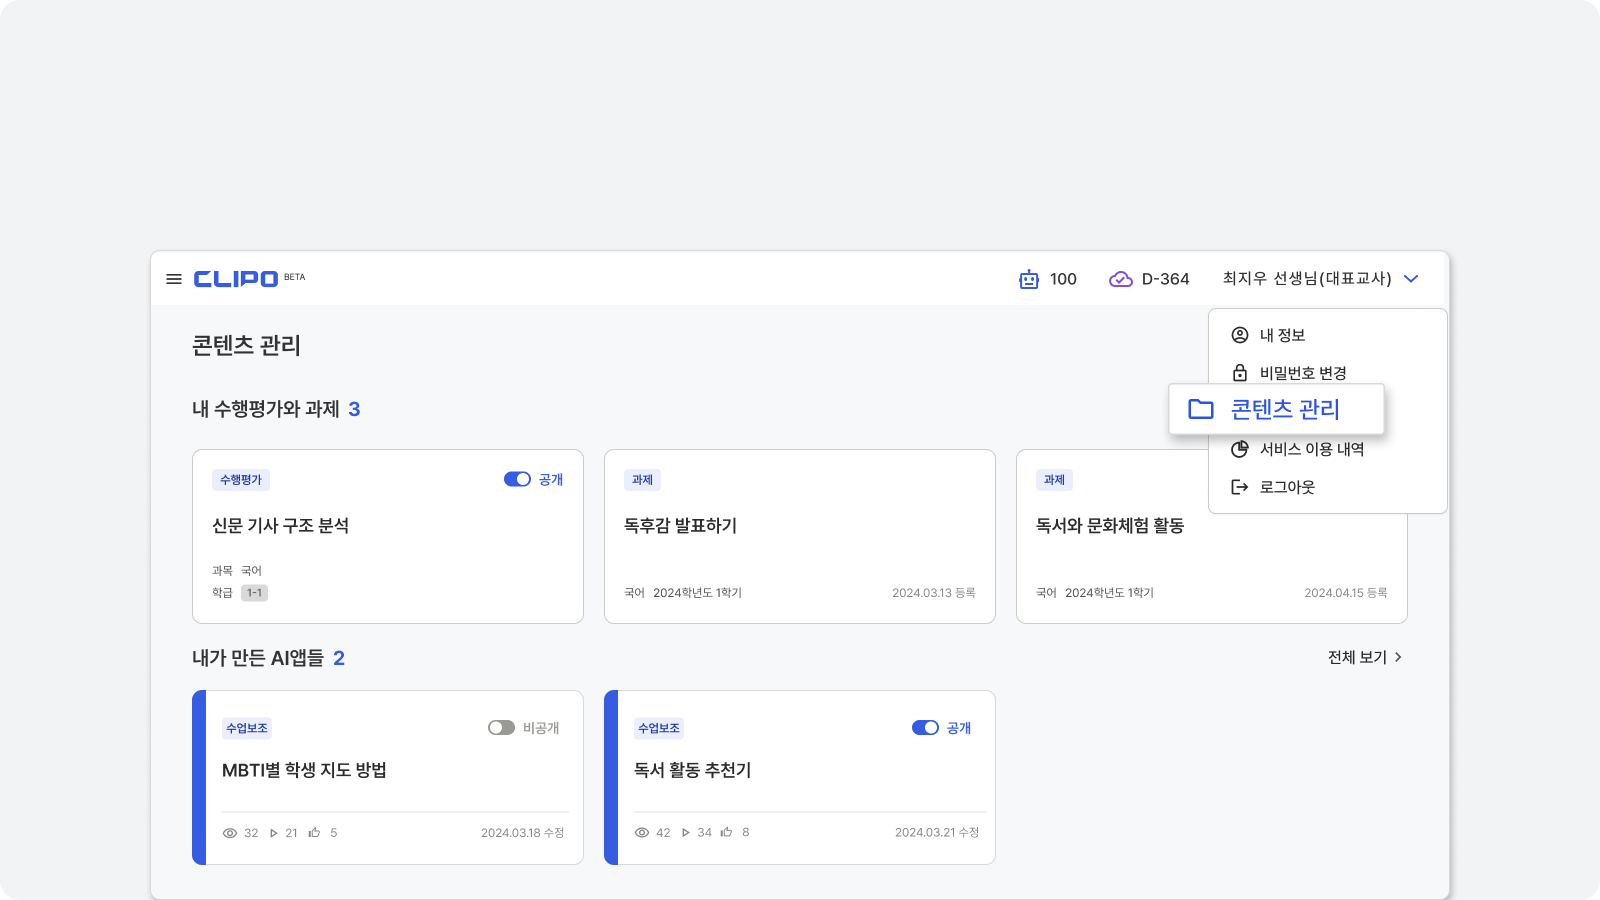 CLIPO BETA
100
D-364
최지우 선생님(대표교사)
내 정보
비밀번호 변경
콘텐츠 관리
서비스 이용 내역
로그아웃
콘텐츠 관리
내 수행평가와 과제 3
수행평가
공개
신문 기사 구조 분석
과목 국어
학급 1-1
과제
독후감 발표하기
국어 2024학년도 1학기
2024.03.13 등록
과제
독서와 문화체험 활동
국어 2024학년도 1학기
2024.04.15 등록
내가 만든 AI앱들 2
전체 보기
수업보조
비공개
MBTI별 학생 지도 방법
32 21 5
2024.03.18 수정
수업보조
공개
독서 활동 추천기
42 34 8
2024.03.21 수정